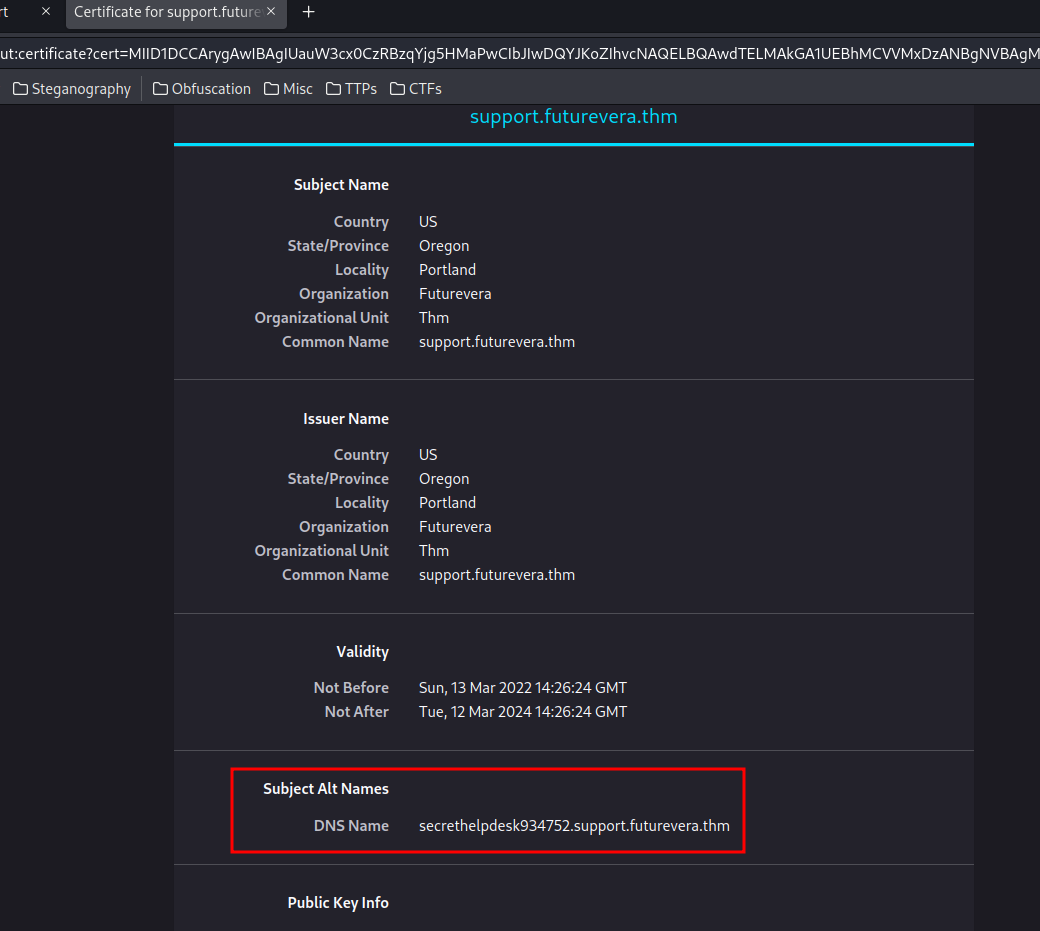 rt × Certificate for support.future × +
ut:certificate?cert=MIID1DCCArygAwIBAgIUauW3cx0CzRBzqYjg5HMaPwCIbJIwDQYJKoZIhvcNAQELBQAwdTELMAkGA1UEBhMCVVMxDzANBgNVBAgM
Steganography Obfuscation Misc TTPs CTFs
support.futurevera.thm
Subject Name
Country US
State/Province Oregon
Locality Portland
Organization Futurevera
Organizational Unit Thm
Common Name support.futurevera.thm
Issuer Name
Country US
State/Province Oregon
Locality Portland
Organization Futurevera
Organizational Unit Thm
Common Name support.futurevera.thm
Validity
Not Before Sun, 13 Mar 2022 14:26:24 GMT
Not After Tue, 12 Mar 2024 14:26:24 GMT
Subject Alt Names
DNS Name secrethelpdesk934752.support.futurevera.thm
Public Key Info